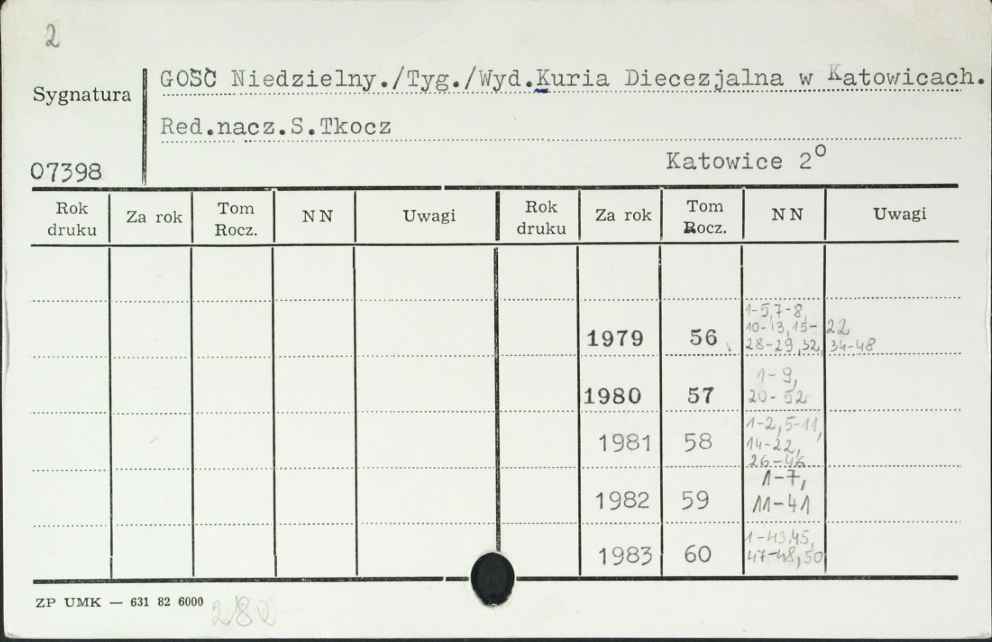 2
GOŚĆ Niedzielny./Tyg./Wyd.Kuria Diecezjalna w Katowicach.
Sygnatura
Red.nacz.S.Tkocz
07398
Katowice 2°
Rok druku Za rok Tom Rocz. NN Uwagi Rok druku Za rok Tom Rocz. NN Uwagi
1-5,7-8,
10-13,15-22
1979 56 28-29,32,34-48
1-9,
1980 57 20-52
1-2,5-11,
1981 58 14-22,
26-46
1-7,
1982 59 11-41
1-43,45,
1983 60 47-48,50
ZP UMK — 631 82 6000
280